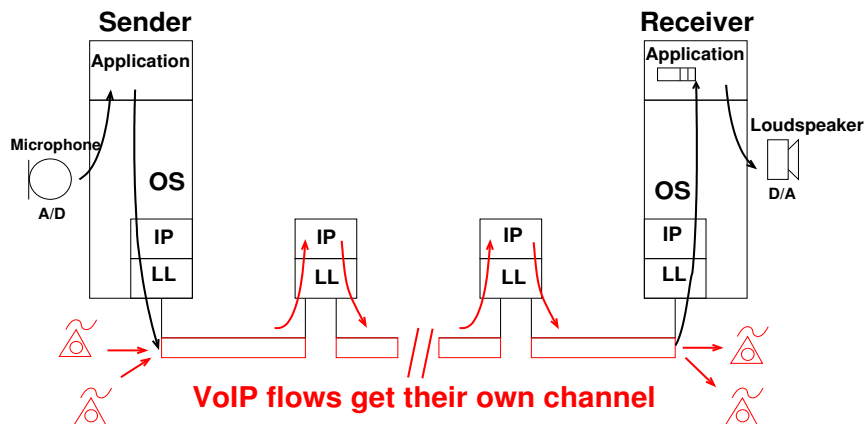 Sender
Receiver
Application
Application
Microphone
A/D
OS
IP
LL
IP
LL
IP
LL
OS
IP
LL
Loudspeaker
D/A
VoIP flows get their own channel